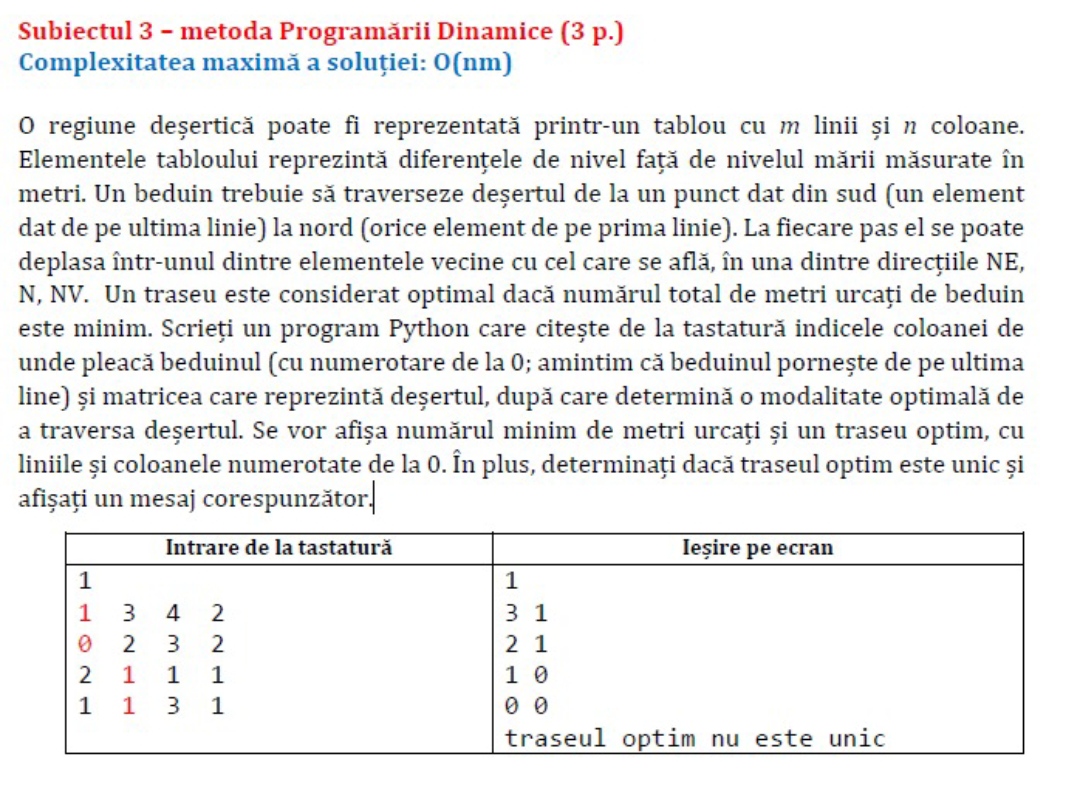 Subiectul 3 – metoda Programării Dinamice (3 p.)
Complexitatea maximă a soluției: O(nm)
O regiune deșertică poate fi reprezentată printr-un tablou cu m linii și n coloane.
Elementele tabloului reprezintă diferențele de nivel față de nivelul mării măsurate în
metri. Un beduin trebuie să traverseze deșertul de la un punct dat din sud (un element
dat de pe ultima linie) la nord (orice element de pe prima linie). La fiecare pas el se poate
deplasa într-unul dintre elementele vecine cu cel care se află, în una dintre direcțiile NE,
N, NV. Un traseu este considerat optimal dacă numărul total de metri urcați de beduin
este minim. Scrieți un program Python care citește de la tastatură indicele coloanei de
unde pleacă beduinul (cu numerotare de la 0; amintim că beduinul pornește de pe ultima
line) și matricea care reprezintă deșertul, după care determină o modalitate optimală de
a traversa deșertul. Se vor afișa numărul minim de metri urcați și un traseu optim, cu
liniile și coloanele numerotate de la 0. În plus, determinați dacă traseul optim este unic și
afișați un mesaj corespunzător.
Intrare de la tastatură
1
1 3 4 2
0 2 3 2
2 1 1 1
1 1 3 1
Ieșire pe ecran
1
3 1
2 1
1 0
0 0
traseul optim nu este unic